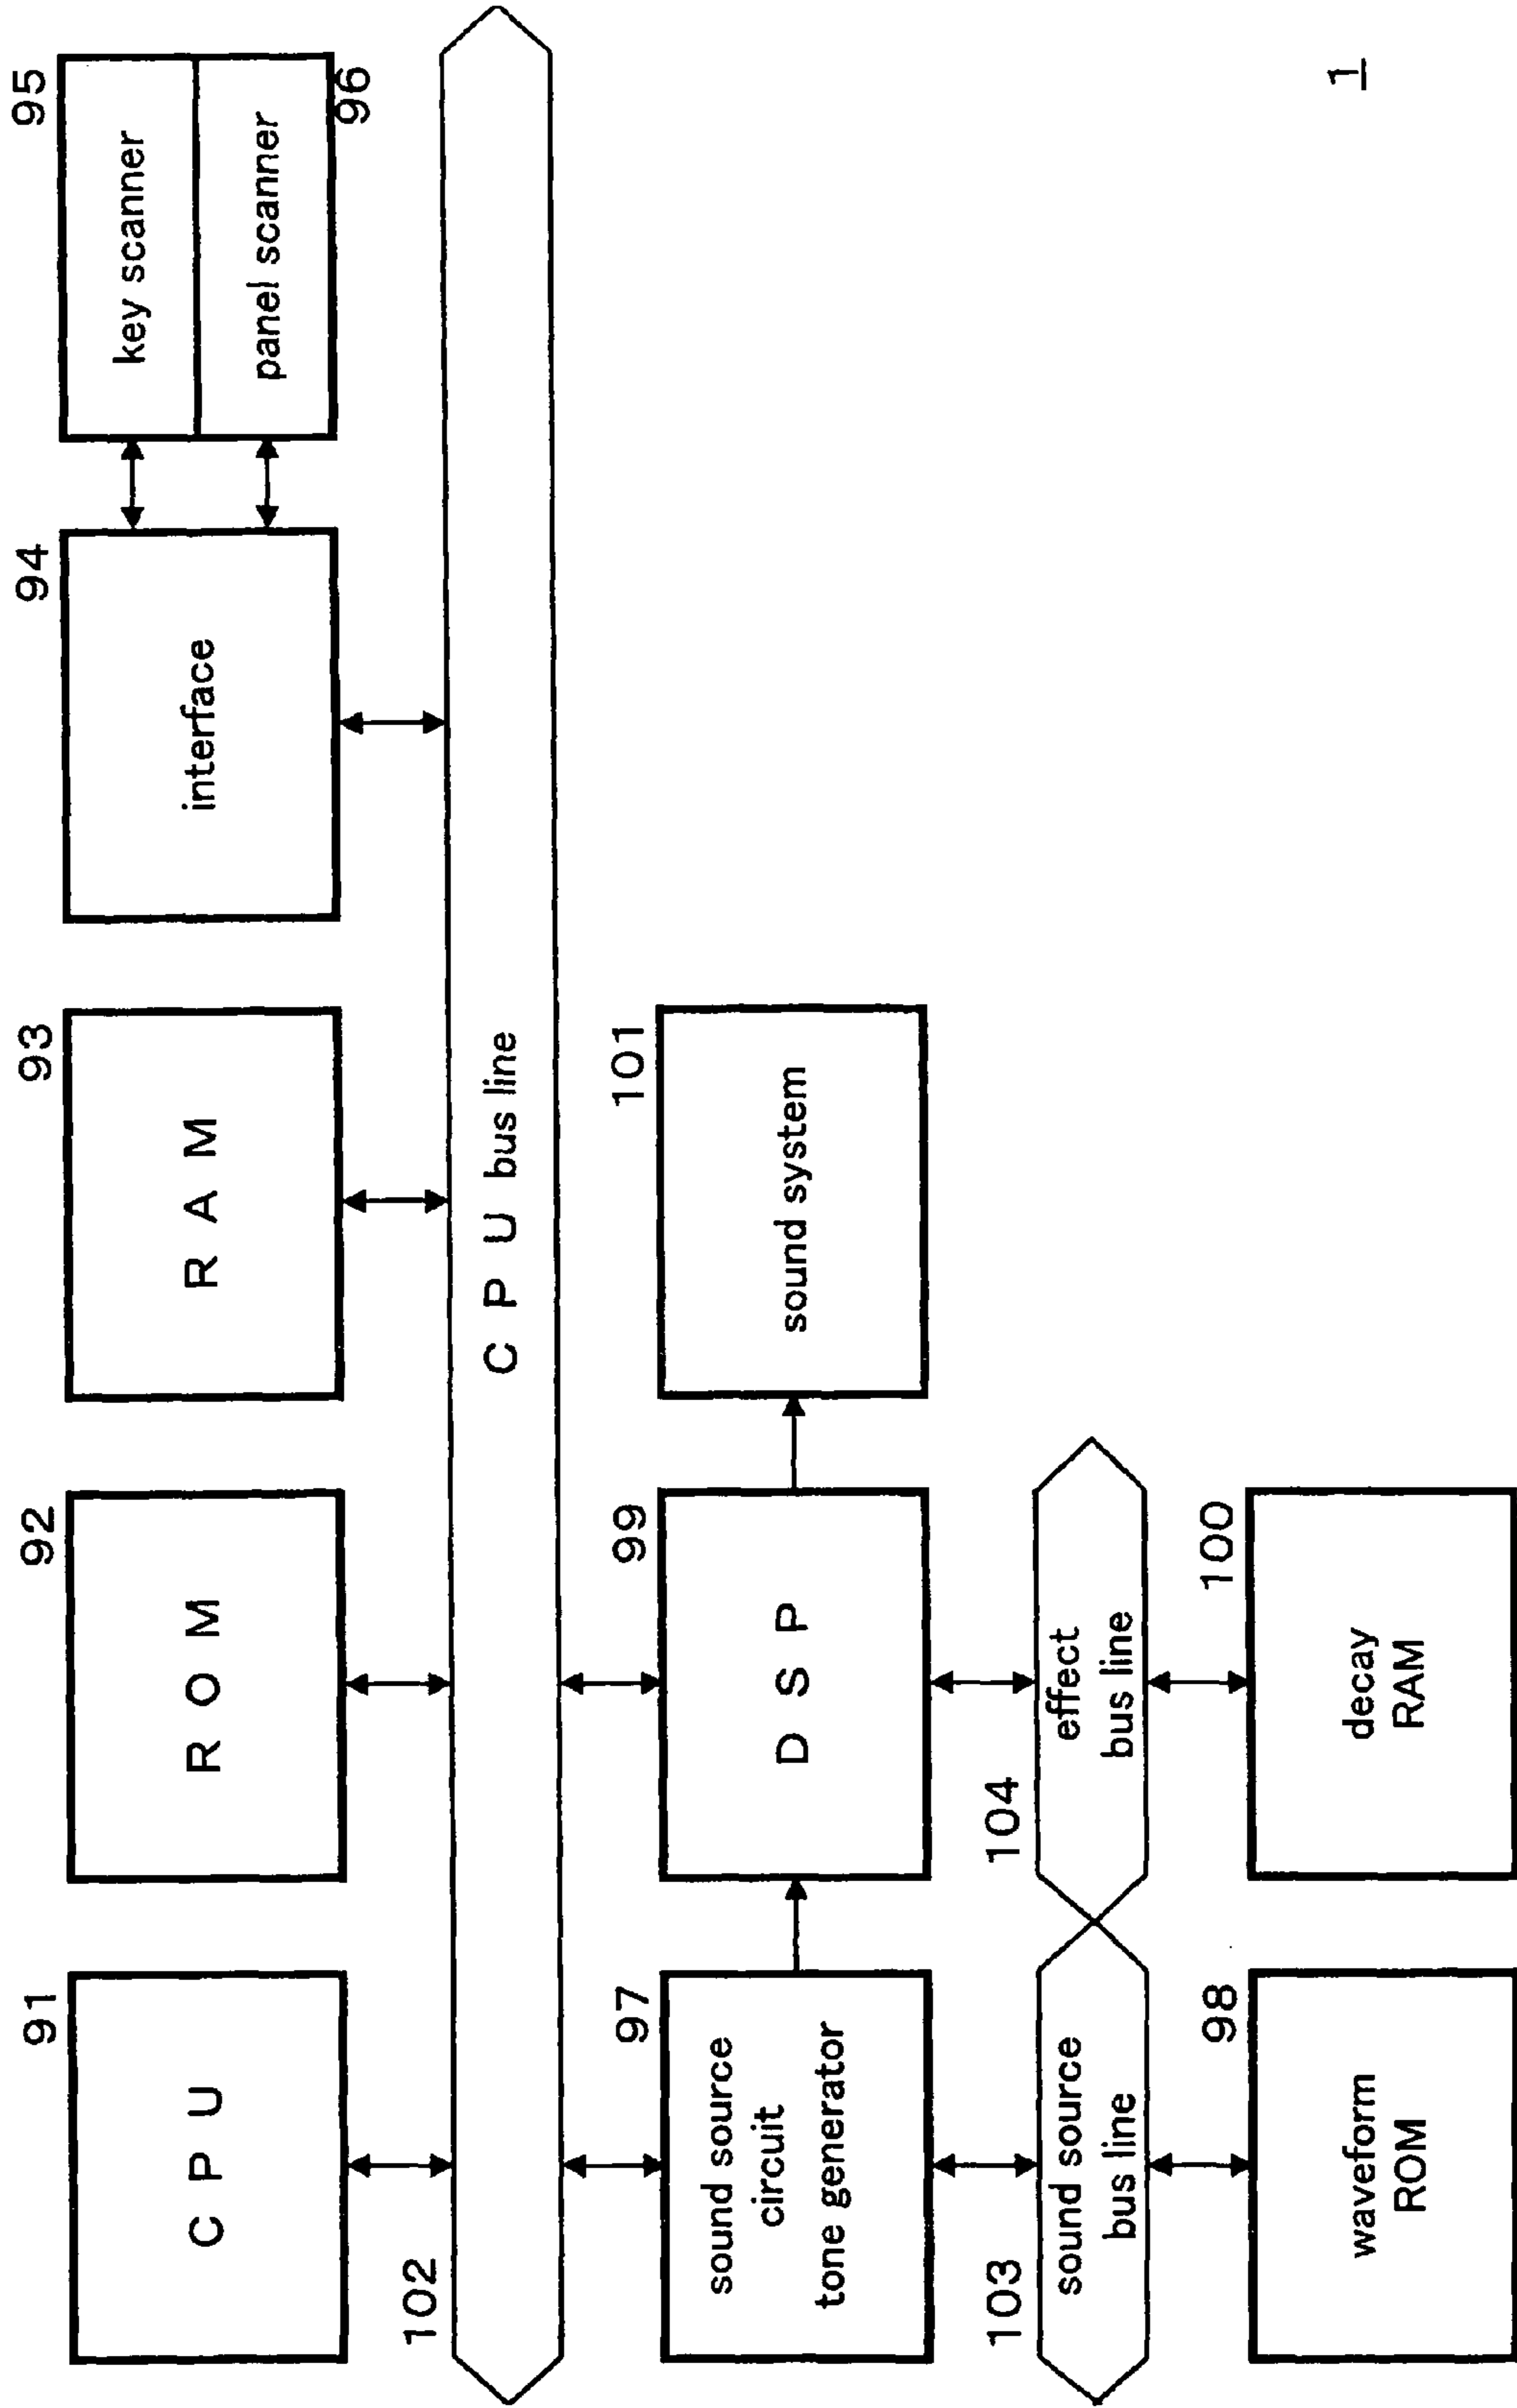 91
C P U
92
R O M
93
R A M
94
interface
95
key scanner
panel scanner
96
102
C P U bus line
97
sound source
circuit
tone generator
99
D S P
101
sound system
103
sound source
bus line
104
effect
bus line
98
waveform
ROM
100
decay
RAM
1